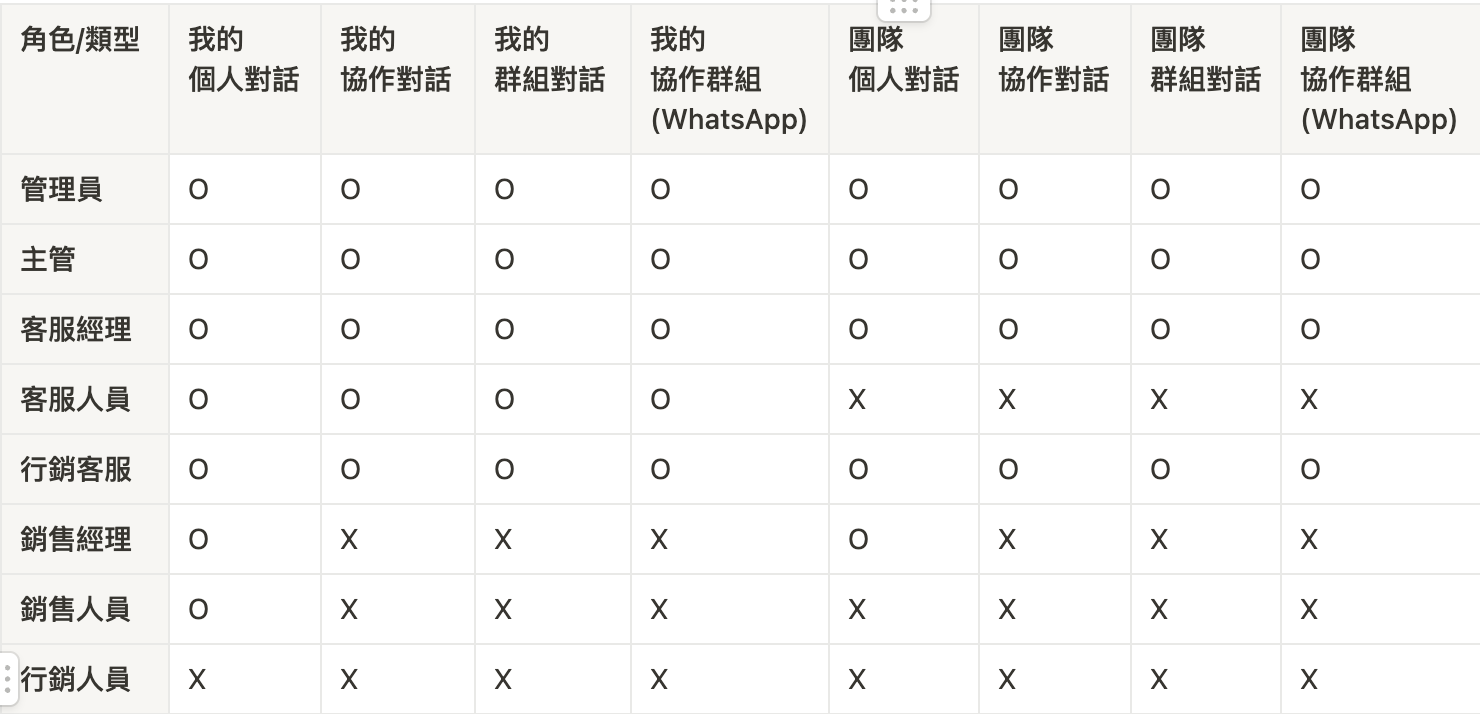 角色/類型 我的 我的 我的 我的 團隊 團隊 團隊 團隊
個人對話 協作對話 群組對話 協作群組 個人對話 協作對話 群組對話 協作群組
(WhatsApp) (WhatsApp)
管理員 O O O O O O O O
主管 O O O O O O O O
客服經理 O O O O O O O O
客服人員 O O O O X X X X
行銷客服 O O O O O O O O
銷售經理 O X X X O X X X
銷售人員 O X X X X X X X
行銷人員 X X X X X X X X